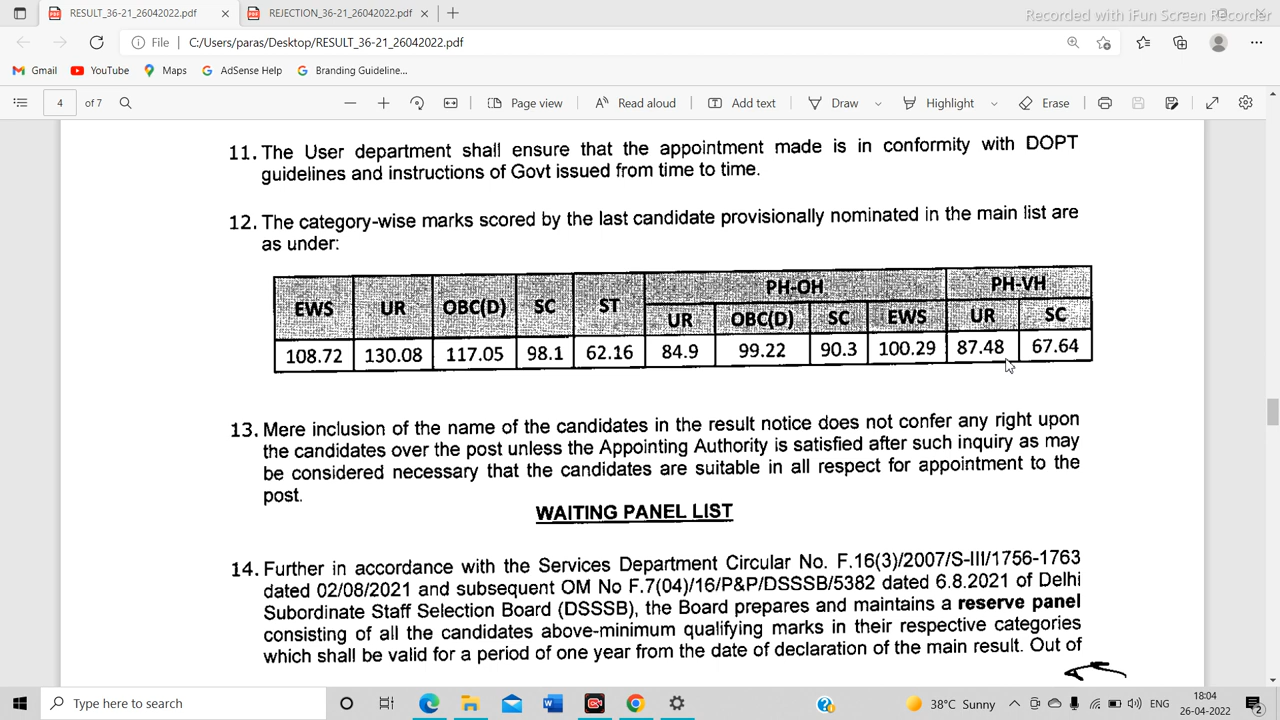 RESULT_36-21_26042022.pdf
REJECTION_36-21_26042022.pdf
Recorded with iFun Screen Recorder
File C:/Users/paras/Desktop/RESULT_36-21_26042022.pdf
Gmail YouTube Maps AdSense Help Branding Guideline...
4 of 7 Page view Read aloud Add text Draw Highlight Erase
11. The User department shall ensure that the appointment made is in conformity with DOPT
guidelines and instructions of Govt issued from time to time.
12. The category-wise marks scored by the last candidate provisionally nominated in the main list are
as under:
EWS UR OBC(D) SC ST PH-OH PH-VH
UR OBC(D) SC EWS UR SC
108.72 130.08 117.05 98.1 62.16 84.9 99.22 90.3 100.29 87.48 67.64
13. Mere inclusion of the name of the candidates in the result notice does not confer any right upon
the candidates over the post unless the Appointing Authority is satisfied after such inquiry as may
be considered necessary that the candidates are suitable in all respect for appointment to the
post.
WAITING PANEL LIST
14. Further in accordance with the Services Department Circular No. F.16(3)/2007/S-III/1756-1763
dated 02/08/2021 and subsequent OM No F.7(04)/16/P&P/DSSSB/5382 dated 6.8.2021 of Delhi
Subordinate Staff Selection Board (DSSSB), the Board prepares and maintains a reserve panel
consisting of all the candidates above-minimum qualifying marks in their respective categories
which shall be valid for a period of one year from the date of declaration of the main result. Out of
Type here to search
38°C Sunny
ENG
18:04
26-04-2022
2